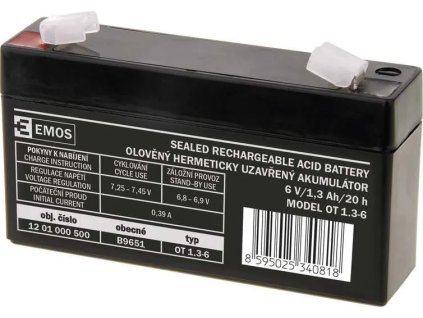 EMOS
SEALED RECHARGEABLE ACID BATTERY
OLOVĚNÝ HERMETICKY UZAVŘENÝ AKUMULÁTOR
6 V/1,3 Ah/20 h
MODEL OT 1.3-6
POKYNY K NABÍJENÍ
CHARGE INSTRUCTION
CYKLOVÁNÍ
CYCLE USE
ZÁLOŽNÍ PROVOZ
STAND-BY USE
REGULACE NAPĚTÍ
VOLTAGE REGULATION
7,25 - 7,45 V
6,8 - 6,9 V
POČÁTEČNÍ PROUD
INITIAL CURRENT
0,39 A
obj. číslo
obecné
typ
12 01 000 500
B9651
OT 1.3-6
8 595025 340818